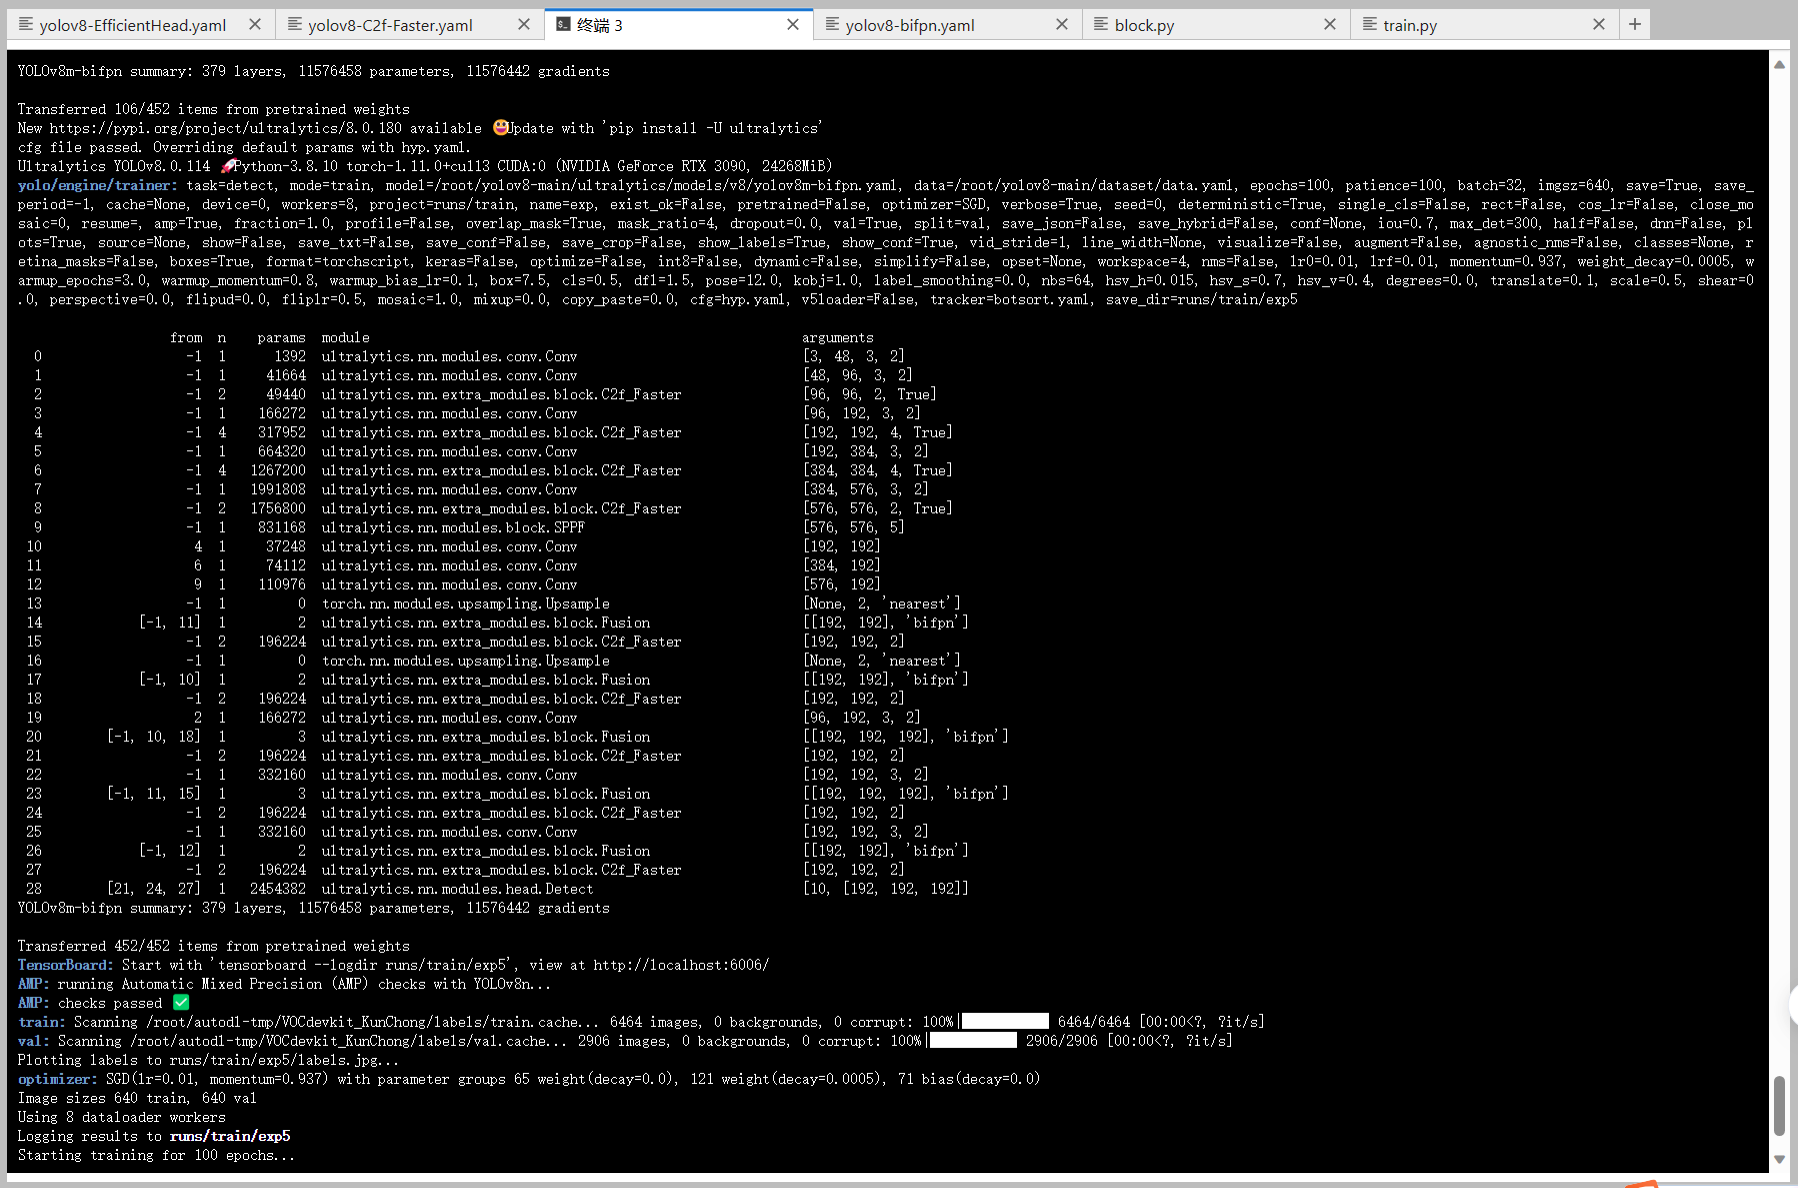 yolov8-EfficientHead.yaml
yolov8-C2f-Faster.yaml
终端 3
yolov8-bifpn.yaml
block.py
train.py
YOLOv8m-bifpn summary: 379 layers, 11576458 parameters, 11576442 gradients
Transferred 106/452 items from pretrained weights
New https://pypi.org/project/ultralytics/8.0.180 available 😃Update with 'pip install -U ultralytics'
cfg file passed. Overriding default params with hyp.yaml.
Ultralytics YOLOv8.0.114 🚀Python-3.8.10 torch-1.11.0+cu113 CUDA:0 (NVIDIA GeForce RTX 3090, 24268MiB)
yolo/engine/trainer: task=detect, mode=train, model=/root/yolov8-main/ultralytics/models/v8/yolov8m-bifpn.yaml, data=/root/yolov8-main/dataset/data.yaml, epochs=100, patience=100, batch=32, imgsz=640, save=True, save_
period=-1, cache=None, device=0, workers=8, project=runs/train, name=exp, exist_ok=False, pretrained=False, optimizer=SGD, verbose=True, seed=0, deterministic=True, single_cls=False, rect=False, cos_lr=False, close_mo
saic=0, resume=, amp=True, fraction=1.0, profile=False, overlap_mask=True, mask_ratio=4, dropout=0.0, val=True, split=val, save_json=False, save_hybrid=False, conf=None, iou=0.7, max_det=300, half=False, dnn=False, pl
ots=True, source=None, show=False, save_txt=False, save_conf=False, save_crop=False, show_labels=True, show_conf=True, vid_stride=1, line_width=None, visualize=False, augment=False, agnostic_nms=False, classes=None, r
etina_masks=False, boxes=True, format=torchscript, keras=False, optimize=False, int8=False, dynamic=False, simplify=False, opset=None, workspace=4, nms=False, lr0=0.01, lrf=0.01, momentum=0.937, weight_decay=0.0005, w
armup_epochs=3.0, warmup_momentum=0.8, warmup_bias_lr=0.1, box=7.5, cls=0.5, dfl=1.5, pose=12.0, kobj=1.0, label_smoothing=0.0, nbs=64, hsv_h=0.015, hsv_s=0.7, hsv_v=0.4, degrees=0.0, translate=0.1, scale=0.5, shear=0
.0, perspective=0.0, flipud=0.0, fliplr=0.5, mosaic=1.0, mixup=0.0, copy_paste=0.0, cfg=hyp.yaml, v5loader=False, tracker=botsort.yaml, save_dir=runs/train/exp5
from n params module arguments
0 -1 1 1392 ultralytics.nn.modules.conv.Conv [3, 48, 3, 2]
1 -1 1 41664 ultralytics.nn.modules.conv.Conv [48, 96, 3, 2]
2 -1 2 49440 ultralytics.nn.extra_modules.block.C2f_Faster [96, 96, 2, True]
3 -1 1 166272 ultralytics.nn.modules.conv.Conv [96, 192, 3, 2]
4 -1 4 317952 ultralytics.nn.extra_modules.block.C2f_Faster [192, 192, 4, True]
5 -1 1 664320 ultralytics.nn.modules.conv.Conv [192, 384, 3, 2]
6 -1 4 1267200 ultralytics.nn.extra_modules.block.C2f_Faster [384, 384, 4, True]
7 -1 1 1991808 ultralytics.nn.modules.conv.Conv [384, 576, 3, 2]
8 -1 2 1756800 ultralytics.nn.extra_modules.block.C2f_Faster [576, 576, 2, True]
9 -1 1 831168 ultralytics.nn.modules.block.SPPF [576, 576, 5]
10 4 1 37248 ultralytics.nn.modules.conv.Conv [192, 192]
11 6 1 74112 ultralytics.nn.modules.conv.Conv [384, 192]
12 9 1 110976 ultralytics.nn.modules.conv.Conv [576, 192]
13 -1 1 0 torch.nn.modules.upsampling.Upsample [None, 2, 'nearest']
14 [-1, 11] 1 2 ultralytics.nn.extra_modules.block.Fusion [[192, 192], 'bifpn']
15 -1 2 196224 ultralytics.nn.extra_modules.block.C2f_Faster [192, 192, 2]
16 -1 1 0 torch.nn.modules.upsampling.Upsample [None, 2, 'nearest']
17 [-1, 10] 1 2 ultralytics.nn.extra_modules.block.Fusion [[192, 192], 'bifpn']
18 -1 2 196224 ultralytics.nn.extra_modules.block.C2f_Faster [192, 192, 2]
19 2 1 166272 ultralytics.nn.modules.conv.Conv [96, 192, 3, 2]
20 [-1, 10, 18] 1 3 ultralytics.nn.extra_modules.block.Fusion [[192, 192, 192], 'bifpn']
21 -1 2 196224 ultralytics.nn.extra_modules.block.C2f_Faster [192, 192, 2]
22 -1 1 332160 ultralytics.nn.modules.conv.Conv [192, 192, 3, 2]
23 [-1, 11, 15] 1 3 ultralytics.nn.extra_modules.block.Fusion [[192, 192, 192], 'bifpn']
24 -1 2 196224 ultralytics.nn.extra_modules.block.C2f_Faster [192, 192, 2]
25 -1 1 332160 ultralytics.nn.modules.conv.Conv [192, 192, 3, 2]
26 [-1, 12] 1 2 ultralytics.nn.extra_modules.block.Fusion [[192, 192], 'bifpn']
27 -1 2 196224 ultralytics.nn.extra_modules.block.C2f_Faster [192, 192, 2]
28 [21, 24, 27] 1 2454382 ultralytics.nn.modules.head.Detect [10, [192, 192, 192]]
YOLOv8m-bifpn summary: 379 layers, 11576458 parameters, 11576442 gradients
Transferred 452/452 items from pretrained weights
TensorBoard: Start with 'tensorboard --logdir runs/train/exp5', view at http://localhost:6006/
AMP: running Automatic Mixed Precision (AMP) checks with YOLOv8n...
AMP: checks passed ✅
train: Scanning /root/autodl-tmp/VOCdevkit_KunChong/labels/train.cache... 6464 images, 0 backgrounds, 0 corrupt: 100%|██████████| 6464/6464 [00:00<?, ?it/s]
val: Scanning /root/autodl-tmp/VOCdevkit_KunChong/labels/val.cache... 2906 images, 0 backgrounds, 0 corrupt: 100%|██████████| 2906/2906 [00:00<?, ?it/s]
Plotting labels to runs/train/exp5/labels.jpg...
optimizer: SGD(lr=0.01, momentum=0.937) with parameter groups 65 weight(decay=0.0), 121 weight(decay=0.0005), 71 bias(decay=0.0)
Image sizes 640 train, 640 val
Using 8 dataloader workers
Logging results to runs/train/exp5
Starting training for 100 epochs...